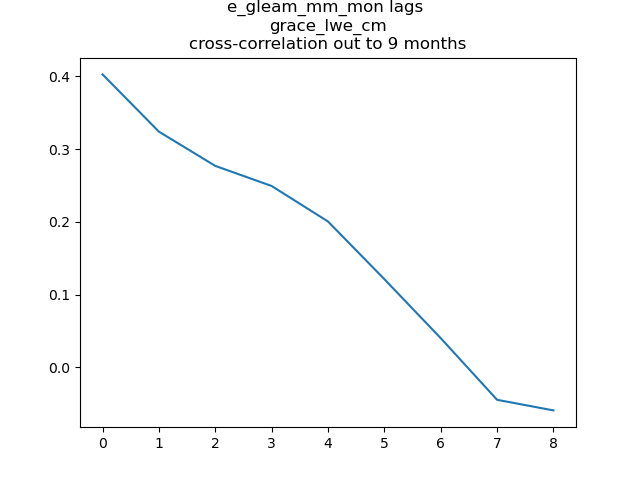 e_gleam_mm_mon lags
grace_lwe_cm
cross-correlation out to 9 months
0.4
0.3
0.2
0.1
0.0
0 1 2 3 4 5 6 7 8